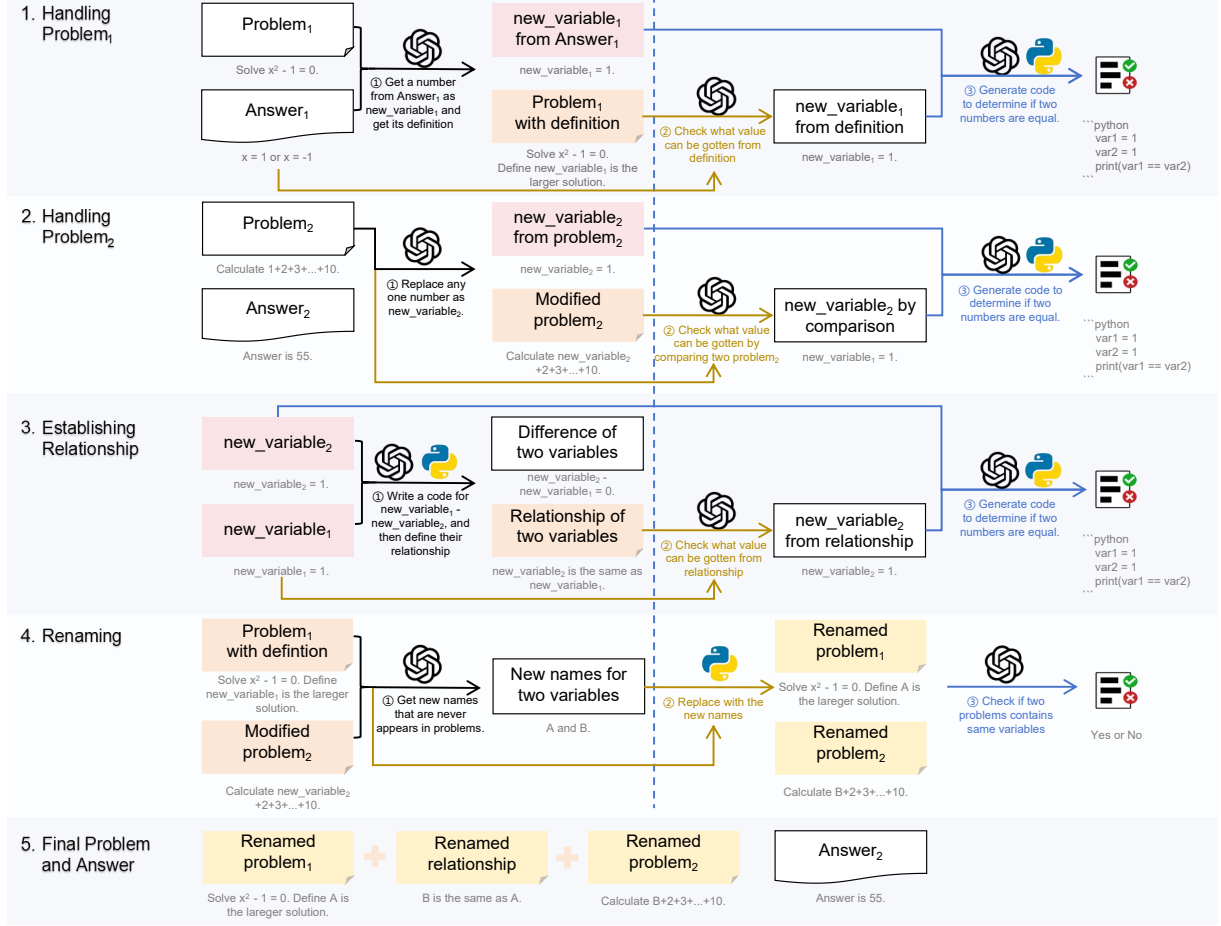 1. Handling
Problem₁
Problem₁
Solve x² - 1 = 0.
Answer₁
x = 1 or x = -1
① Get a number
from Answer₁ as
new_variable₁ and
get its definition
new_variable₁
from Answer₁
new_variable₁ = 1.
Problem₁
with definition
Solve x² - 1 = 0.
Define new_variable₁ is the
larger solution.
② Check what value
can be gotten from
definition
new_variable₁
from definition
new_variable₁ = 1.
③ Generate code
to determine if two
numbers are equal.
```python
var1 = 1
var2 = 1
print(var1 == var2)
```
2. Handling
Problem₂
Problem₂
Calculate 1+2+3+...+10.
Answer₂
Answer is 55.
① Replace any
one number as
new_variable₂.
new_variable₂
from problem₂
new_variable₂ = 1.
Modified
problem₂
Calculate new_variable₂
+2+3+...+10.
② Check what value
can be gotten by
comparing two problem₂
new_variable₂ by
comparison
new_variable₁ = 1.
③ Generate code to
determine if two
numbers are equal.
```python
var1 = 1
var2 = 1
print(var1 == var2)
```
3. Establishing
Relationship
new_variable₂
new_variable₂ = 1.
new_variable₁
new_variable₁ = 1.
① Write a code for
new_variable₁ -
new_variable₂, and
then define their
relationship
Difference of
two variables
new_variable₂ -
new_variable₁ = 0.
Relationship of
two variables
new_variable₂ is the same as
new_variable₁.
② Check what value
can be gotten from
relationship
new_variable₂
from relationship
new_variable₂ = 1.
③ Generate code
to determine if two
numbers are equal.
```python
var1 = 1
var2 = 1
print(var1 == var2)
```
4. Renaming
Problem₁
with defintion
Solve x² - 1 = 0. Define
new_variable₁ is the lareger
solution.
Modified
problem₂
Calculate new_variable₂
+2+3+...+10.
① Get new names
that are never
appears in problems.
New names for
two variables
A and B.
② Replace with the
new names
Renamed
problem₁
Solve x² - 1 = 0. Define A is
the lareger solution.
Renamed
problem₂
Calculate B+2+3+...+10.
③ Check if two
problems contains
same variables
Yes or No
5. Final Problem
and Answer
Renamed
problem₁
Solve x² - 1 = 0. Define A is
the lareger solution.
Renamed
relationship
B is the same as A.
Renamed
problem₂
Calculate B+2+3+...+10.
Answer₂
Answer is 55.